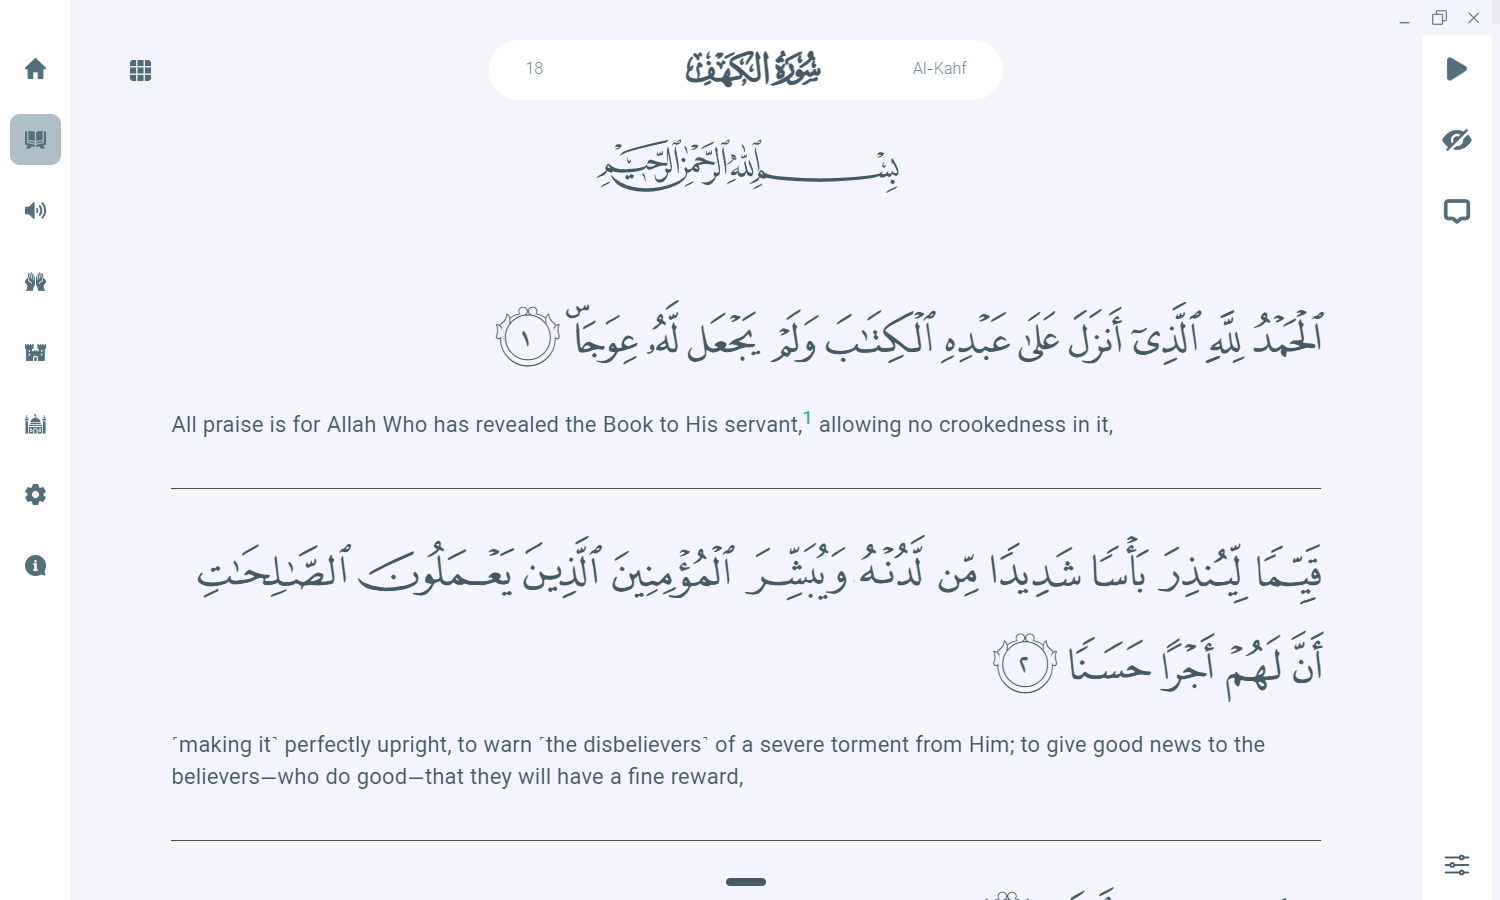 18
سُورَةُ الكَهْفِ
Al-Kahf
بِسْمِ ٱللَّهِ ٱلرَّحْمَٰنِ ٱلرَّحِيمِ
ٱلْحَمْدُ لِلَّهِ ٱلَّذِىٓ أَنزَلَ عَلَىٰ عَبْدِهِ ٱلْكِتَٰبَ وَلَمْ يَجْعَل لَّهُۥ عِوَجَاۜ ١
All praise is for Allah Who has revealed the Book to His servant,1 allowing no crookedness in it,
قَيِّمًا لِّيُنذِرَ بَأْسًا شَدِيدًا مِّن لَّدُنْهُ وَيُبَشِّرَ ٱلْمُؤْمِنِينَ ٱلَّذِينَ يَعْمَلُونَ ٱلصَّٰلِحَٰتِ
أَنَّ لَهُمْ أَجْرًا حَسَنًا ٢
˹making it˺ perfectly upright, to warn ˹the disbelievers˺ of a severe torment from Him; to give good news to the
believers—who do good—that they will have a fine reward,